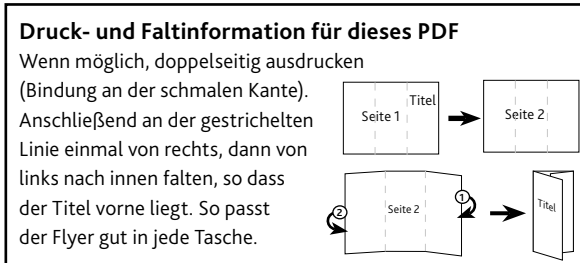 Druck- und Faltinformation für dieses PDF
Wenn möglich, doppelseitig ausdrucken
(Bindung an der schmalen Kante).
Anschließend an der gestrichelten
Linie einmal von rechts, dann von
links nach innen falten, so dass
der Titel vorne liegt. So passt
der Flyer gut in jede Tasche.
Titel
Seite 1
Seite 2
2
Seite 2
1
Titel